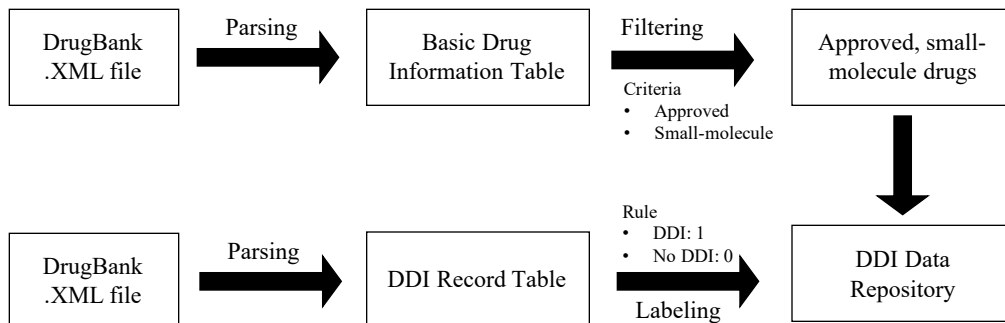 DrugBank
.XML file
Parsing
Basic Drug
Information Table
Filtering
Criteria
• Approved
• Small-molecule
Approved, small-
molecule drugs
DrugBank
.XML file
Parsing
DDI Record Table
Rule
• DDI: 1
• No DDI: 0
Labeling
DDI Data
Repository